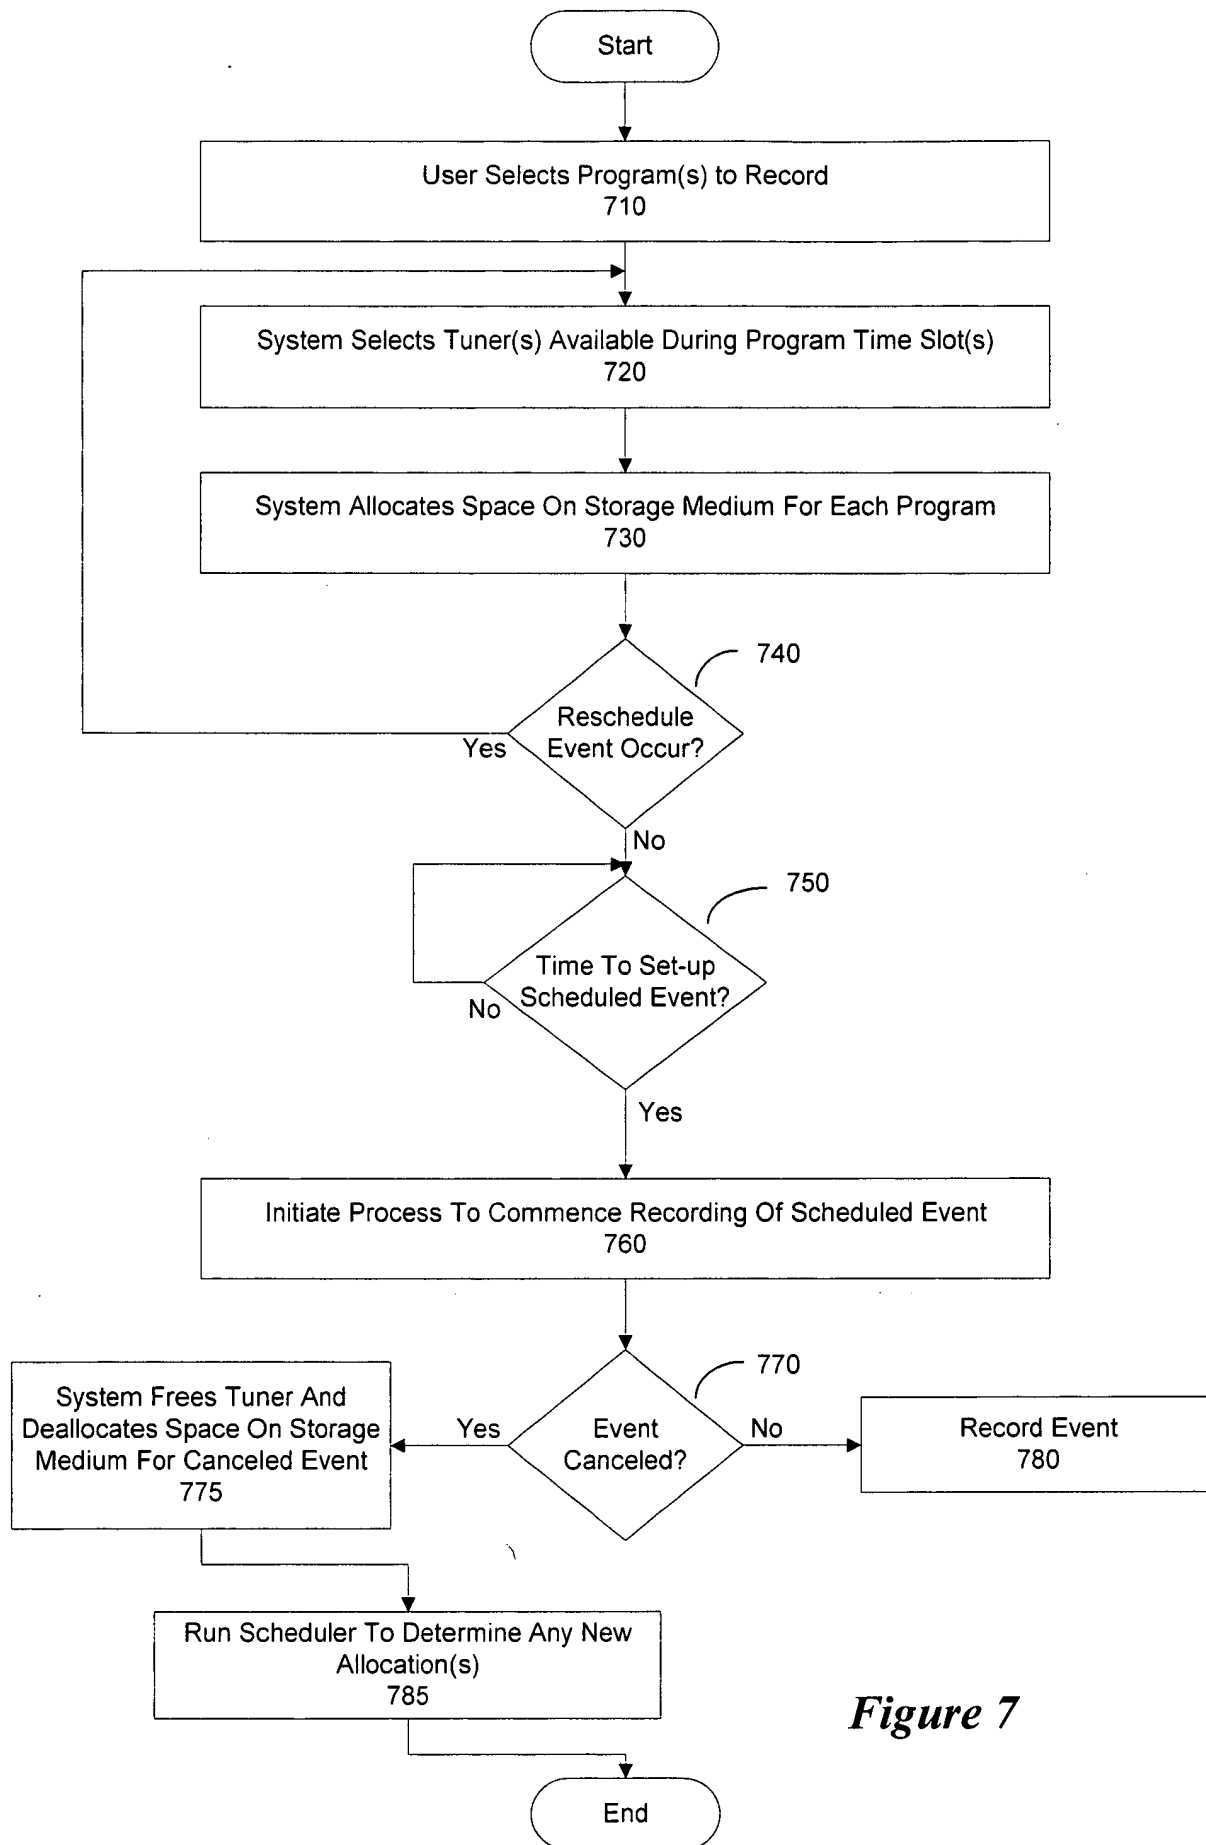 Start
User Selects Program(s) to Record
710
System Selects Tuner(s) Available During Program Time Slot(s)
720
System Allocates Space On Storage Medium For Each Program
730
740
Reschedule
Event Occur?
Yes
No
750
Time To Set-up
Scheduled Event?
No
Yes
Initiate Process To Commence Recording Of Scheduled Event
760
770
System Frees Tuner And
Deallocates Space On Storage
Medium For Canceled Event
775
Yes
Event
Canceled?
No
Record Event
780
Run Scheduler To Determine Any New
Allocation(s)
785
Figure 7
End